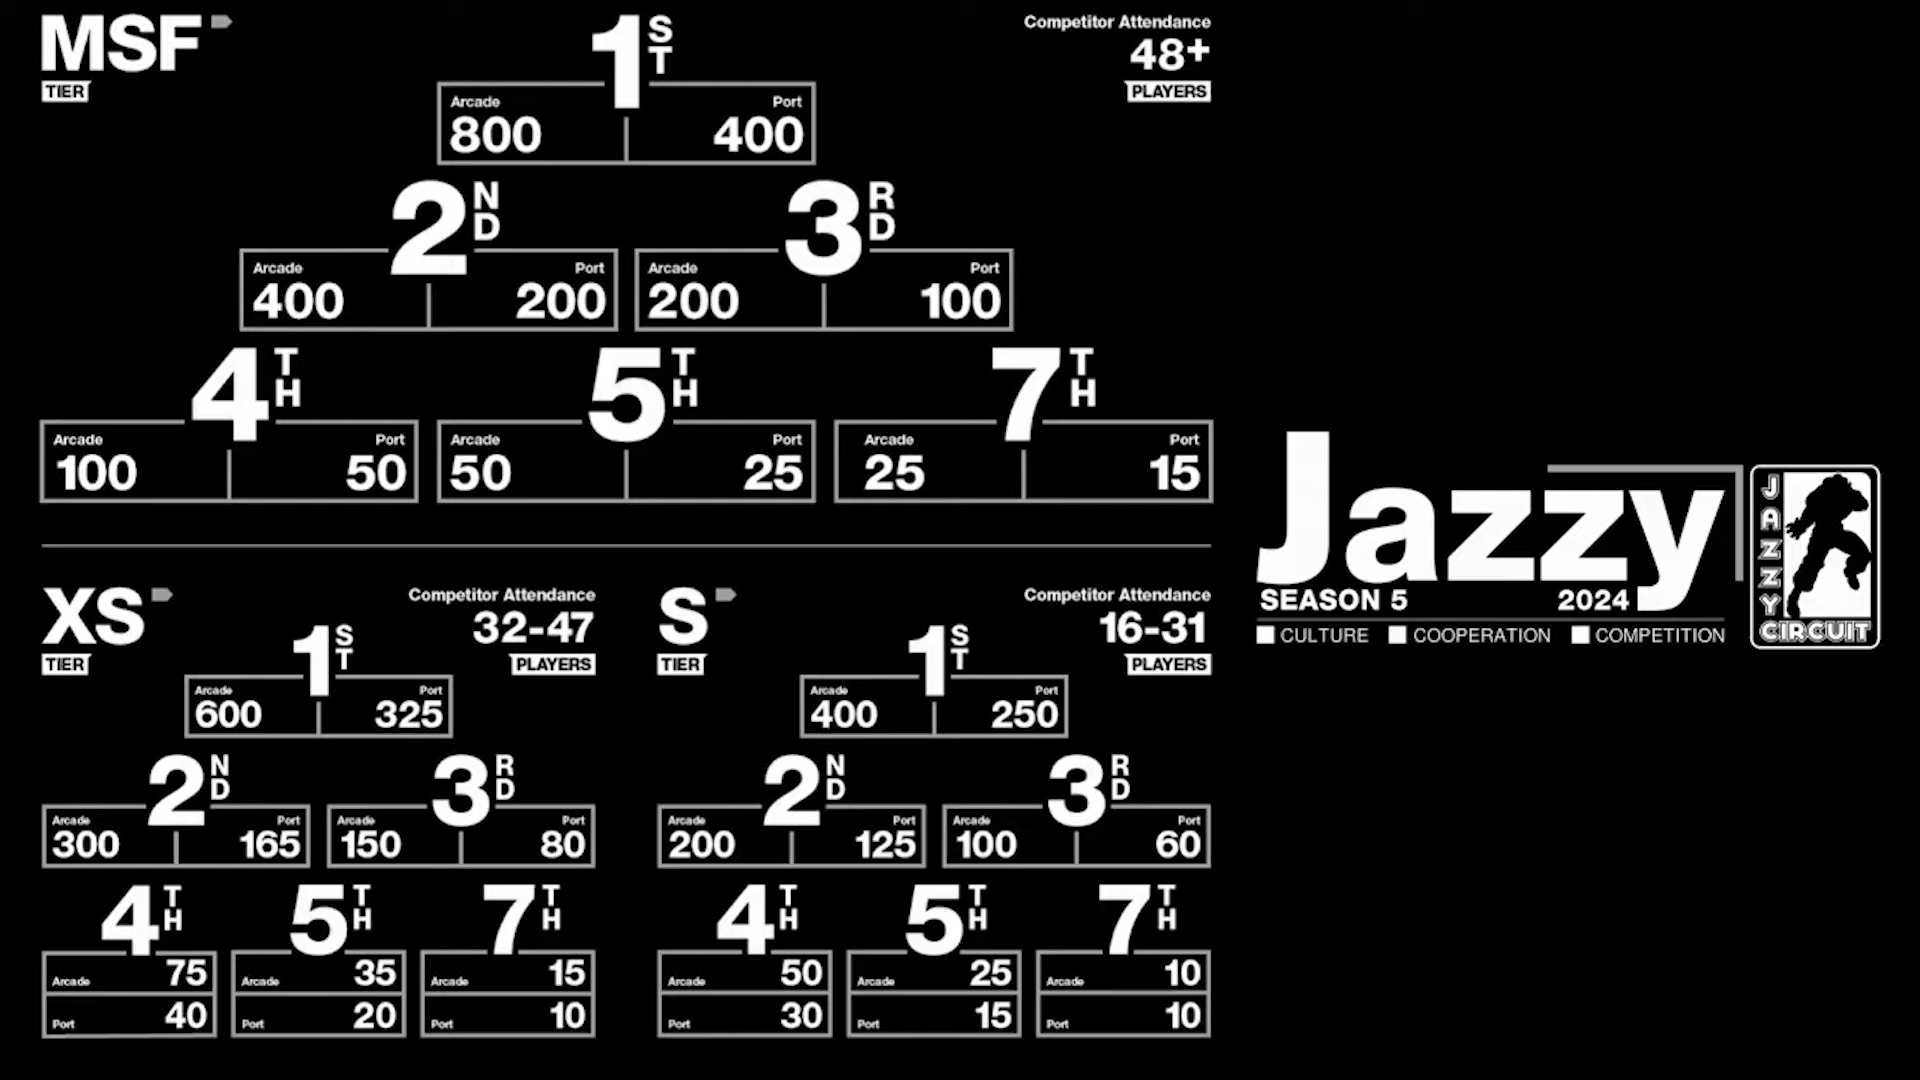 MSF
TIER
Competitor Attendance
48+
PLAYERS
1ST
Arcade 800 Port 400
2ND
Arcade 400 Port 200
3RD
Arcade 200 Port 100
4TH
Arcade 100 Port 50
5TH
Arcade 50 Port 25
7TH
Arcade 25 Port 15
XS
TIER
Competitor Attendance
32-47
PLAYERS
1ST
Arcade 600 Port 325
2ND
Arcade 300 Port 165
3RD
Arcade 150 Port 80
4TH
Arcade 75
Port 40
5TH
Arcade 35
Port 20
7TH
Arcade 15
Port 10
S
TIER
Competitor Attendance
16-31
PLAYERS
1ST
Arcade 400 Port 250
2ND
Arcade 200 Port 125
3RD
Arcade 100 Port 60
4TH
Arcade 50
Port 30
5TH
Arcade 25
Port 15
7TH
Arcade 10
Port 10
Jazzy
SEASON 5 2024
CULTURE COOPERATION COMPETITION
JAZZY
CIRCUIT